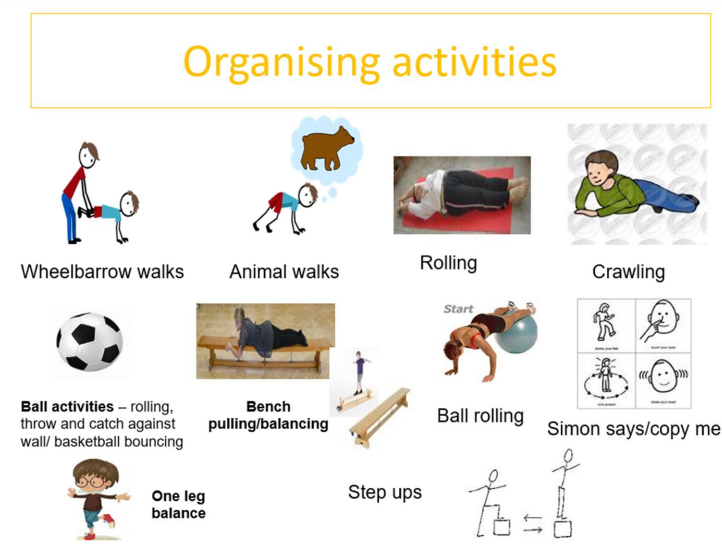 Organising activities
Wheelbarrow walks
Animal walks
Rolling
Crawling
Ball activities – rolling,
throw and catch against
wall/ basketball bouncing
Bench
pulling/balancing
Start
Ball rolling
Simon says/copy me
One leg
balance
Step ups